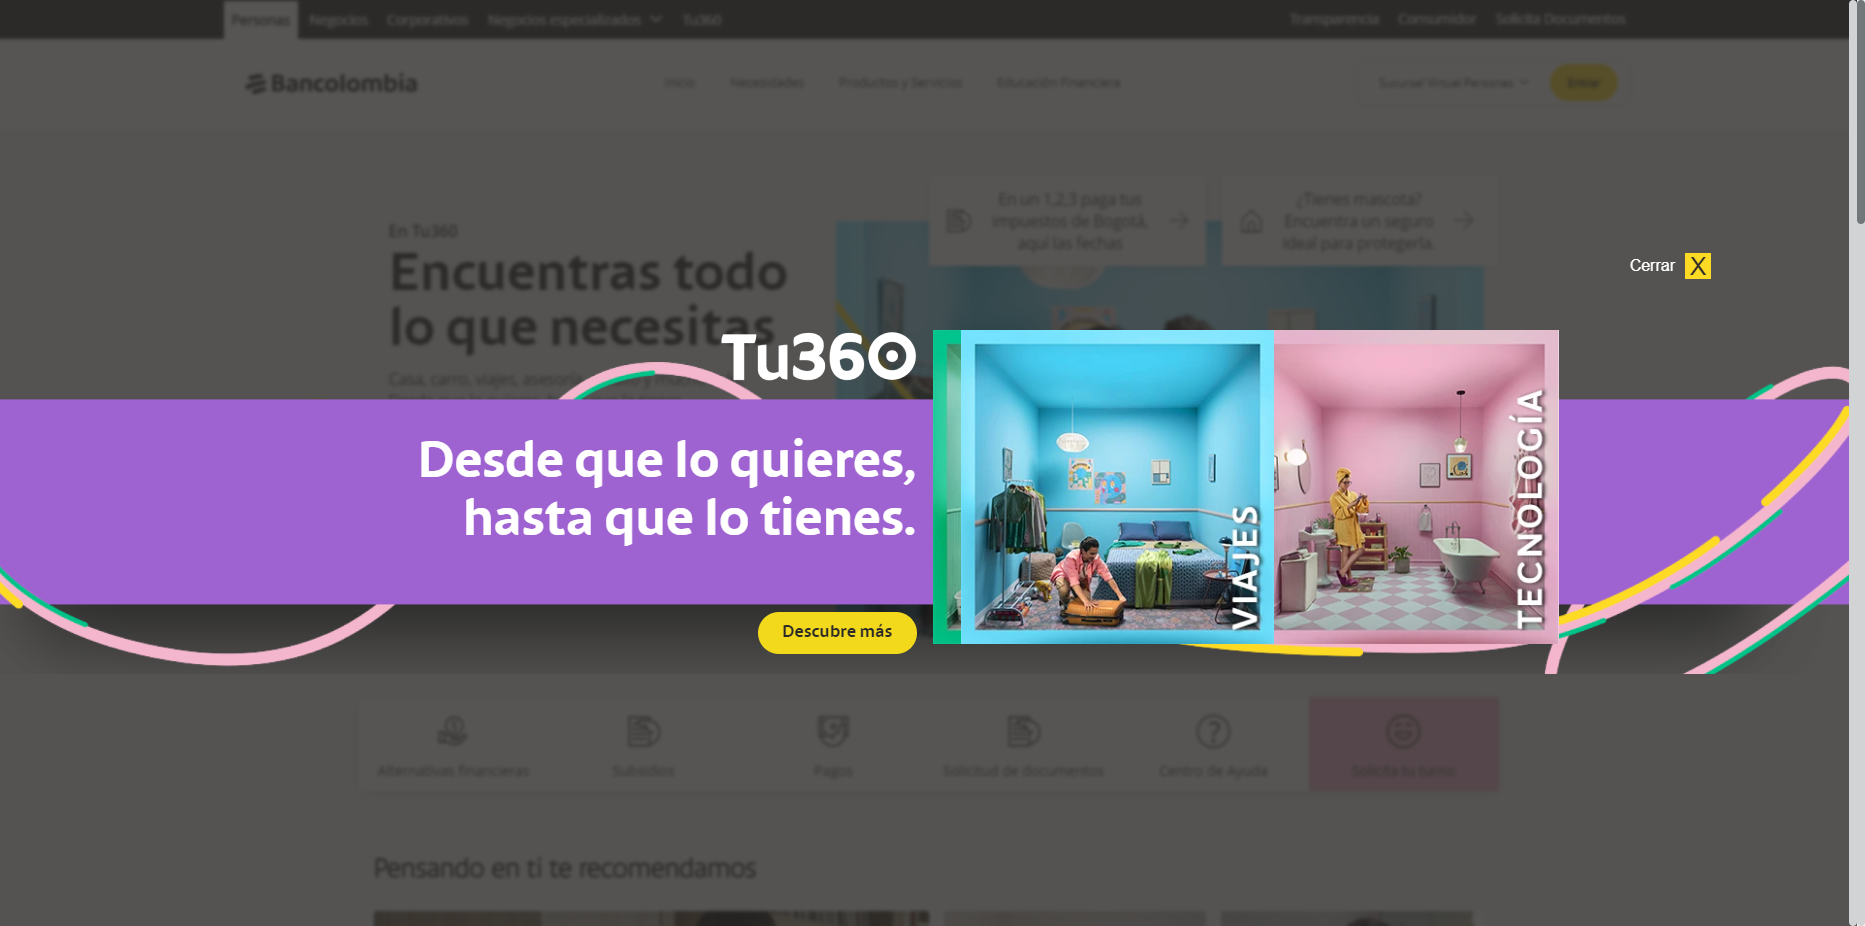 Personas Negocios Corporativos Negocios especializados Tu360 Transparencia Consumidor Solicita Documentos
Bancolombia Inicio Necesidades Productos y Servicios Educación Financiera Sucursal Virtual Personas Entrar
En un 1,2,3 paga tus
impuestos de Bogotá,
aquí las fechas
¿Tienes mascota?
Encuentra un seguro
ideal para protegerla.
En Tu360
Encuentras todo
lo que necesitas
Casa, carro, viajes,
Cerrar X
Tu360
Desde que lo quieres,
hasta que lo tienes.
Descubre más
VIAJES
TECNOLOGÍA
Alternativas financieras Subsidios Pagos Solicitud de documentos Centro de Ayuda Solicita tu turno
Pensando en ti te recomendamos